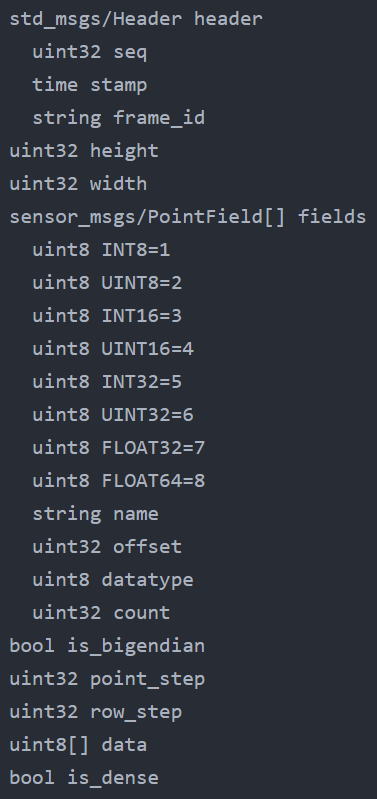 std_msgs/Header header
  uint32 seq
  time stamp
  string frame_id
uint32 height
uint32 width
sensor_msgs/PointField[] fields
  uint8 INT8=1
  uint8 UINT8=2
  uint8 INT16=3
  uint8 UINT16=4
  uint8 INT32=5
  uint8 UINT32=6
  uint8 FLOAT32=7
  uint8 FLOAT64=8
  string name
  uint32 offset
  uint8 datatype
  uint32 count
bool is_bigendian
uint32 point_step
uint32 row_step
uint8[] data
bool is_dense